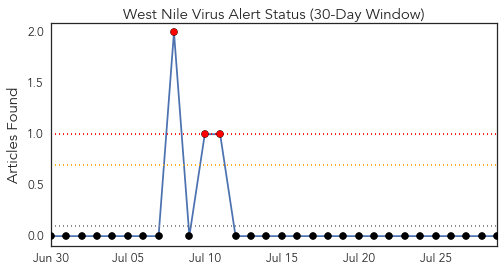 West Nile Virus Alert Status (30-Day Window)
Articles Found
2.0
1.5
1.0
0.5
0.0
Jun 30 Jul 05 Jul 10 Jul 15 Jul 20 Jul 25